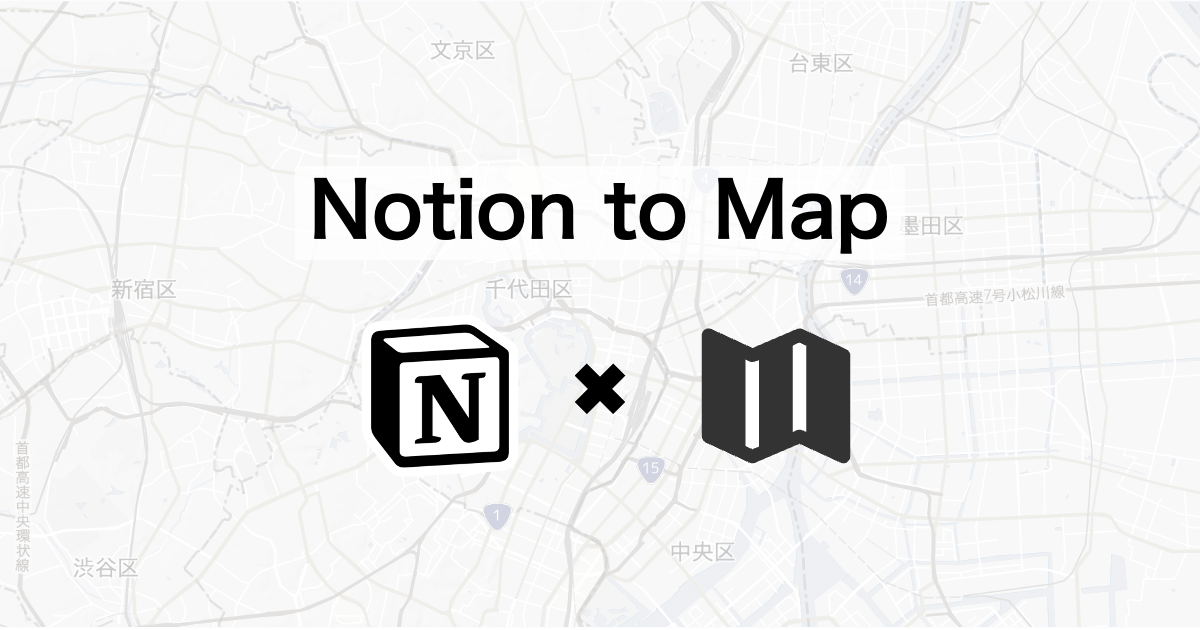 文京区
台東区
Notion to Map
墨田区
14
新宿区
千代田区
首都高速7号小松川線
N
首都高速中央環状線
15
1
中央区
渋谷区